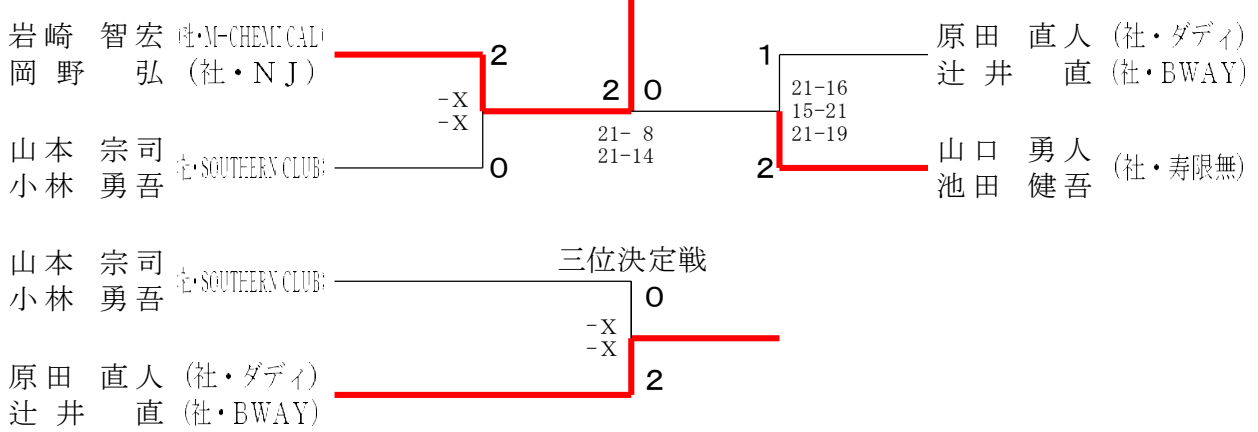 岩崎 智宏 (社・M-CHEMICAL)
岡野 弘 (社・NJ)
2
-X
-X
山本 宗司
小林 勇吾
(社・SOUTHERN CLUB)
0
2 0
21- 8
21-14
1
原田 直人 (社・ダディ)
辻井 直 (社・BWAY)
21-16
15-21
21-19
2
山口 勇人
池田 健吾
(社・寿限無)
山本 宗司
小林 勇吾
(社・SOUTHERN CLUB)
三位決定戦
0
-X
-X
原田 直人 (社・ダディ)
辻井 直 (社・BWAY)
2